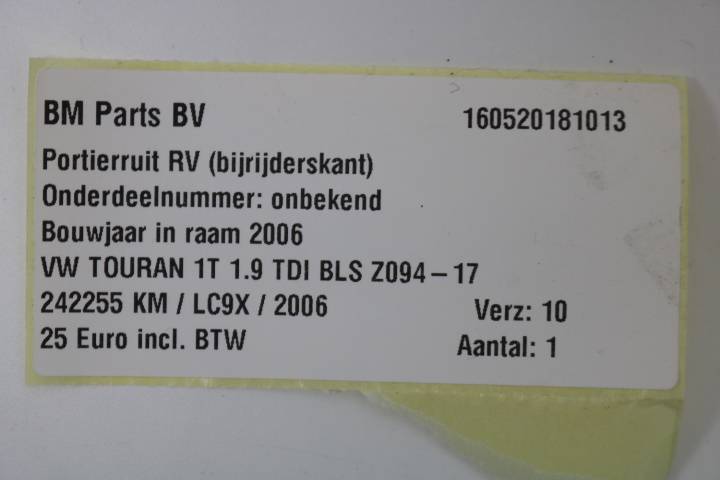 BM Parts BV 160520181013
Portierruit RV (bijrijderskant)
Onderdeelnummer: onbekend
Bouwjaar in raam 2006
VW TOURAN 1T 1.9 TDI BLS Z094-17
242255 KM / LC9X / 2006 Verz: 10
25 Euro incl. BTW Aantal: 1